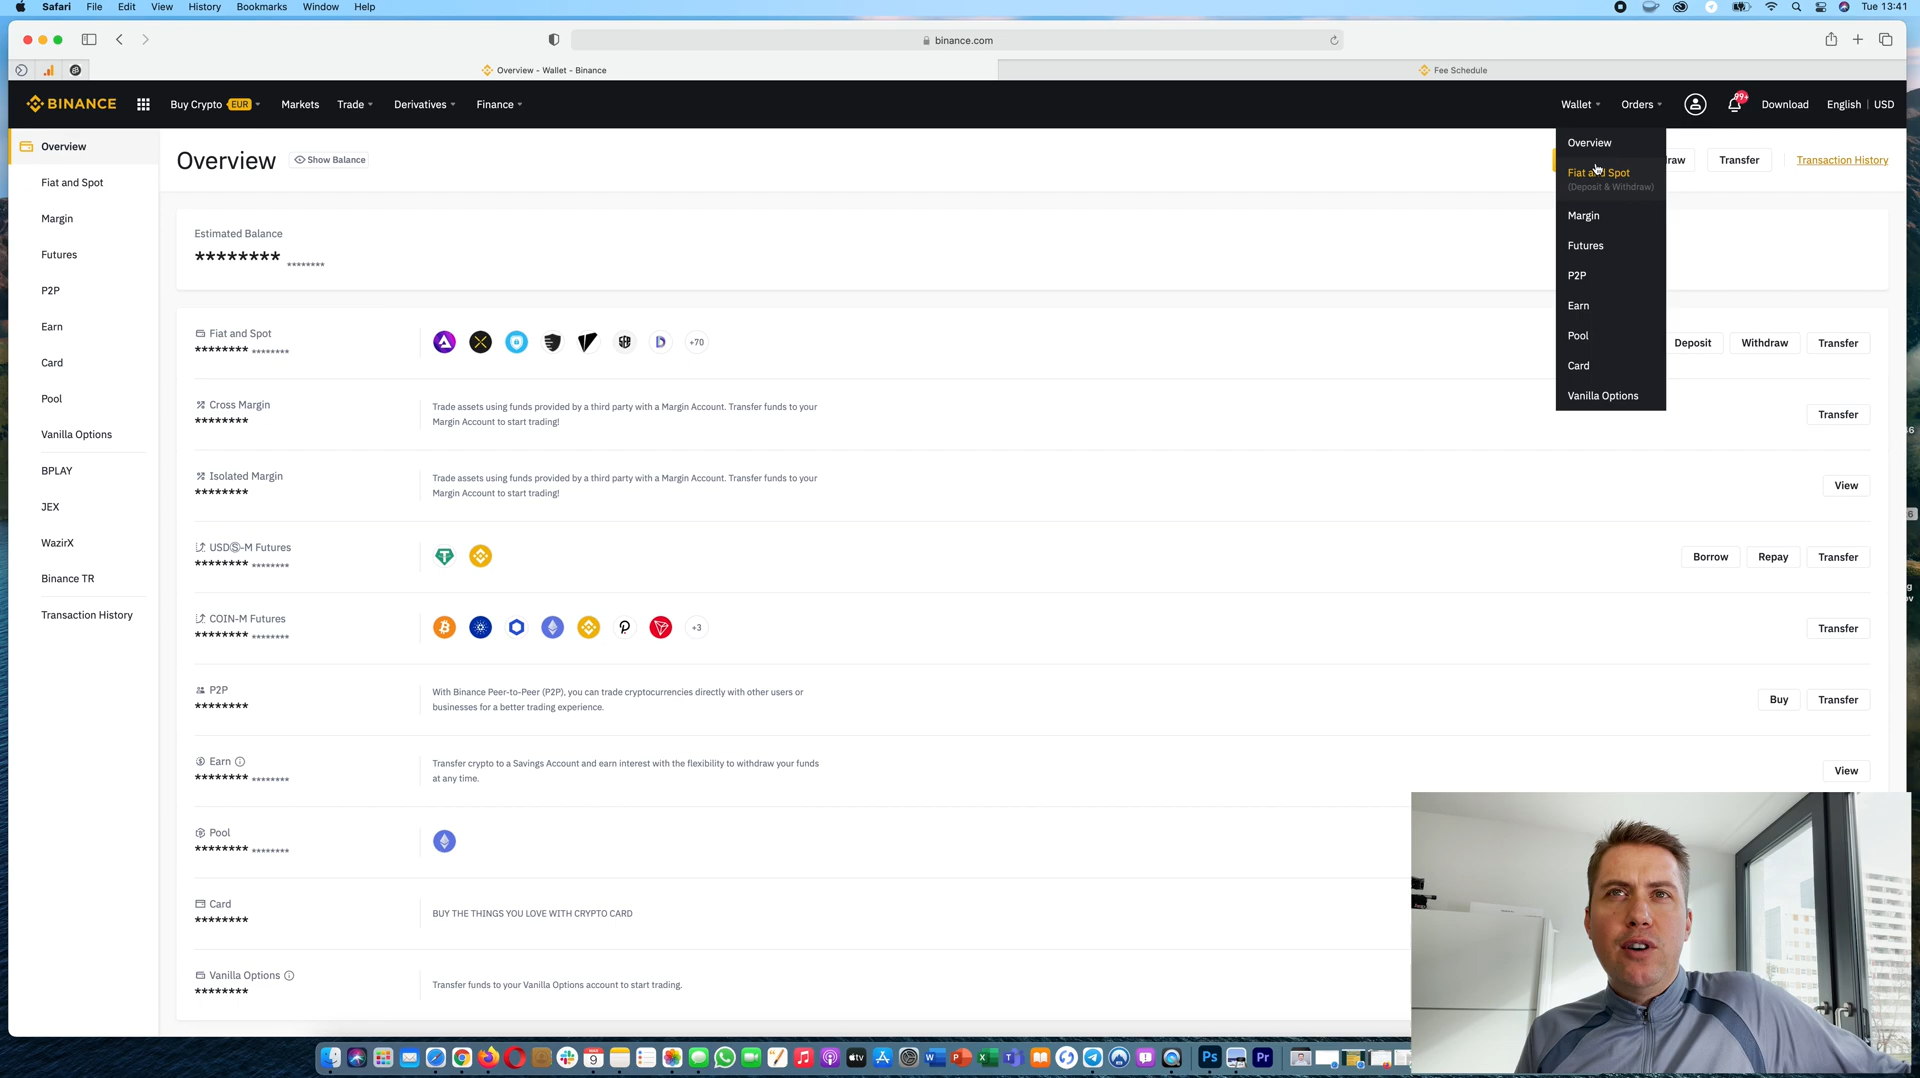 Safari File Edit View History Bookmarks Window Help Tue 13:41
binance.com
Overview - Wallet - Binance Fee Schedule
BINANCE Buy Crypto EUR Markets Trade Derivatives Finance Wallet Orders 99+ Download English USD
Overview
Fiat and Spot
Margin
Futures
P2P
Earn
Card
Pool
Vanilla Options
BPLAY
JEX
WazirX
Binance TR
Transaction History
Overview Show Balance Transfer Transaction History
Overview
Fiat and Spot
(Deposit & Withdraw)
Margin
Futures
P2P
Earn
Pool
Card
Vanilla Options
Estimated Balance
******** ********
Fiat and Spot
******** ********
+70
Deposit Withdraw Transfer
Cross Margin
********
Trade assets using funds provided by a third party with a Margin Account. Transfer funds to your
Margin Account to start trading!
Transfer
Isolated Margin
********
Trade assets using funds provided by a third party with a Margin Account. Transfer funds to your
Margin Account to start trading!
View
USDⓈ-M Futures
******** ********
Borrow Repay Transfer
COIN-M Futures
******** ********
+3
Transfer
P2P
********
With Binance Peer-to-Peer (P2P), you can trade cryptocurrencies directly with other users or
businesses for a better trading experience.
Buy Transfer
Earn
******** ********
Transfer crypto to a Savings Account and earn interest with the flexibility to withdraw your funds
at any time.
View
Pool
******** ********
Card
********
BUY THE THINGS YOU LOVE WITH CRYPTO CARD
Vanilla Options
********
Transfer funds to your Vanilla Options account to start trading.
9
tv
W
P
X
T
Ps
Pr